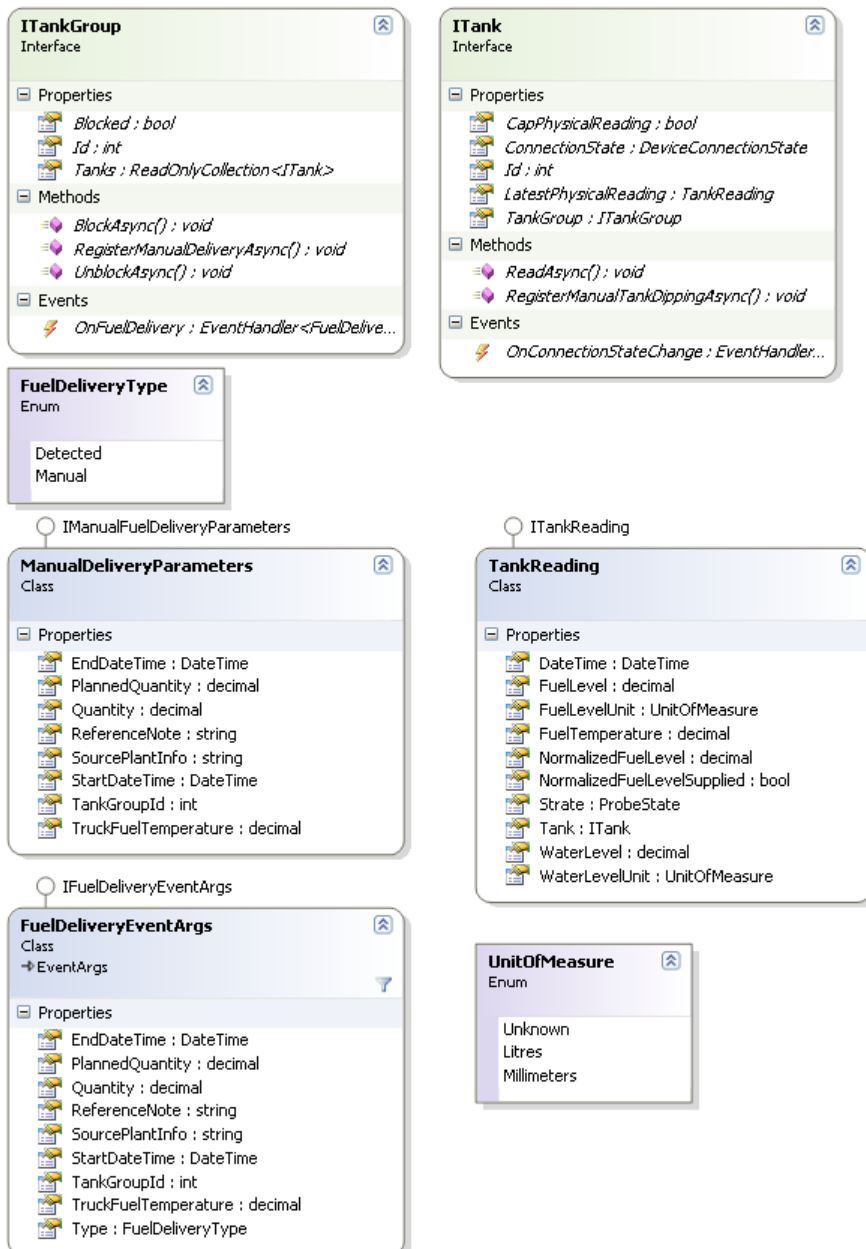 ITankGroup
Interface
Properties
Blocked : bool
Id : int
Tanks : ReadOnlyCollection<ITank>
Methods
BlockAsync() : void
RegisterManualDeliveryAsync() : void
UnblockAsync() : void
Events
OnFuelDelivery : EventHandler<FuelDelive...
ITank
Interface
Properties
CapPhysicalReading : bool
ConnectionState : DeviceConnectionState
Id : int
LatestPhysicalReading : TankReading
TankGroup : ITankGroup
Methods
ReadAsync() : void
RegisterManualTankDippingAsync() : void
Events
OnConnectionStateChange : EventHandler...
FuelDeliveryType
Enum
Detected
Manual
IManualFuelDeliveryParameters
ManualDeliveryParameters
Class
Properties
EndDateTime : DateTime
PlannedQuantity : decimal
Quantity : decimal
ReferenceNote : string
SourcePlantInfo : string
StartDateTime : DateTime
TankGroupId : int
TruckFuelTemperature : decimal
ITankReading
TankReading
Class
Properties
DateTime : DateTime
FuelLevel : decimal
FuelLevelUnit : UnitOfMeasure
FuelTemperature : decimal
NormalizedFuelLevel : decimal
NormalizedFuelLevelSupplied : bool
Strate : ProbeState
Tank : ITank
WaterLevel : decimal
WaterLevelUnit : UnitOfMeasure
IFuelDeliveryEventArgs
FuelDeliveryEventArgs
Class
EventArgs
Properties
EndDateTime : DateTime
PlannedQuantity : decimal
Quantity : decimal
ReferenceNote : string
SourcePlantInfo : string
StartDateTime : DateTime
TankGroupId : int
TruckFuelTemperature : decimal
Type : FuelDeliveryType
UnitOfMeasure
Enum
Unknown
Litres
Millimeters